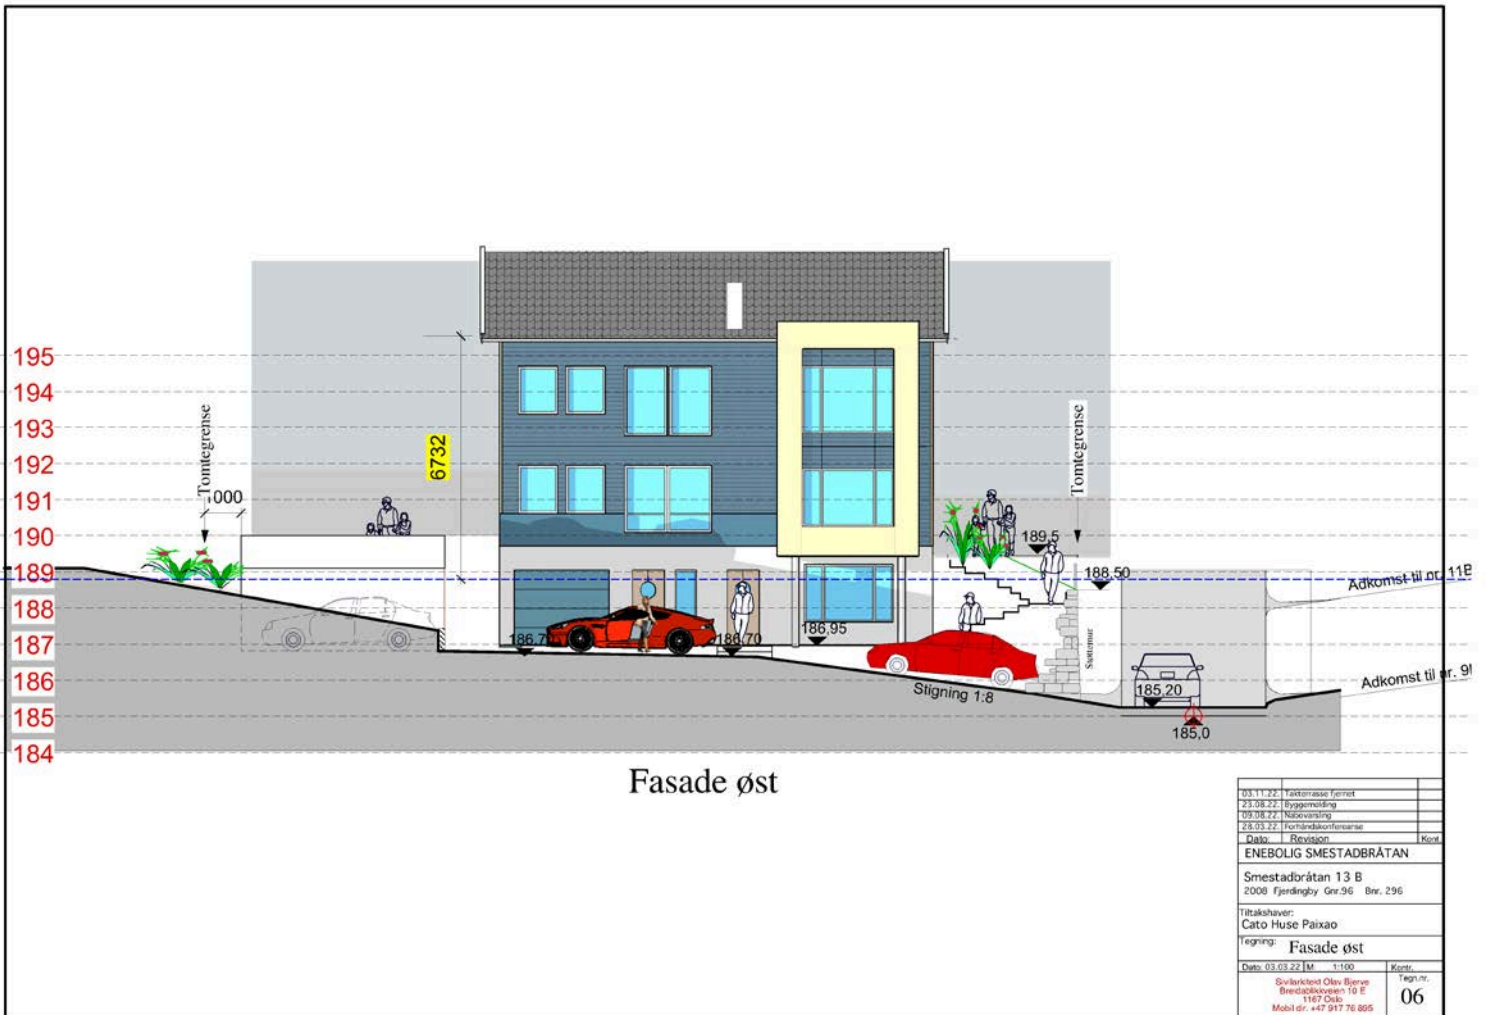 195
194
193
192
191
190
189
188
187
186
185
184
Tomtegrense
000
6732
Tomtegrense
189,5
188,50
Adkomst til nr. 11B
186,70
186,95
Støttemur
Stigning 1:8
185,20
185,0
Adkomst til nr.
Fasade øst
03.11.22. Takterrasse fjernet
23.08.22. Byggemelding
09.08.22. Nabovarsling
28.03.22. Forhåndskonferanse
Dato: Revisjon Kont.
ENEBOLIG SMESTADBRÅTAN
Smestadbråtan 13 B
2008 Fjerdingby Gnr.96 Bnr. 296
Tiltakshaver:
Cato Huse Paixao
Tegning: Fasade øst
Dato: 03.03.22 M 1:100 Kontr.
Sivilarkitekt Olav Bjerve
Bredablikkveien 10 E
1167 Oslo
Mobil dir. +47 917 76 895
Tegn.nr.
06